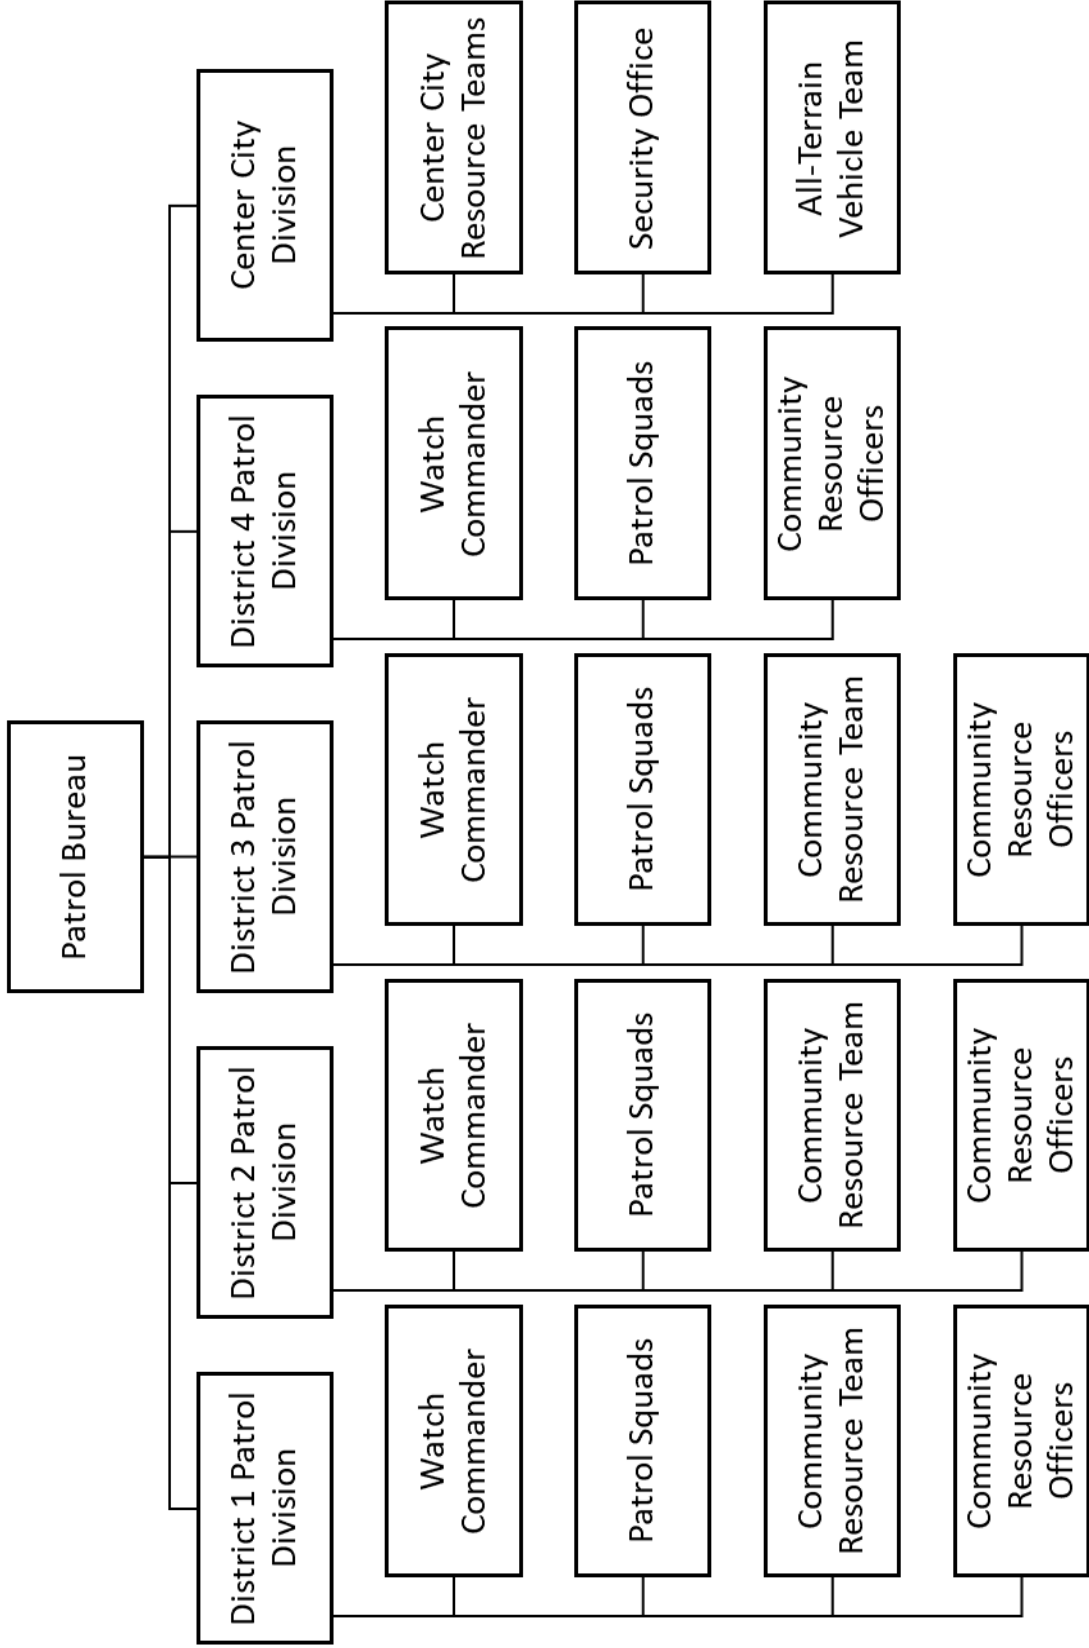 Patrol Bureau
District 1 Patrol
Division
Watch
Commander
Patrol Squads
Community
Resource Team
Community
Resource
Officers
District 2 Patrol
Division
Watch
Commander
Patrol Squads
Community
Resource Team
Community
Resource
Officers
District 3 Patrol
Division
Watch
Commander
Patrol Squads
Community
Resource Team
Community
Resource
Officers
District 4 Patrol
Division
Watch
Commander
Patrol Squads
Community
Resource
Officers
Center City
Division
Center City
Resource Teams
Security Office
All-Terrain
Vehicle Team